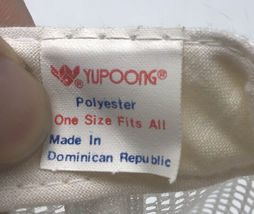 ® YUPOONG®
Polyester
One Size Fits All
Made In
Dominican Republic